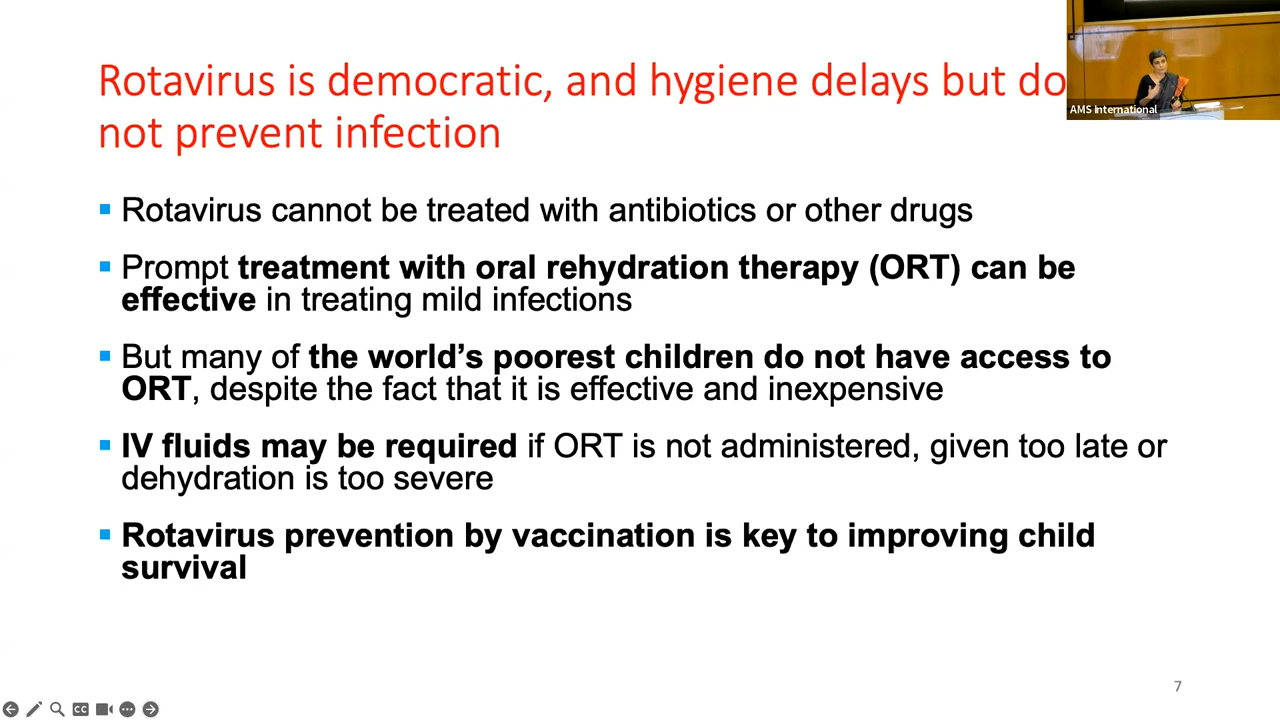 Rotavirus is democratic, and hygiene delays but do
not prevent infection
AMS International
▪ Rotavirus cannot be treated with antibiotics or other drugs
▪ Prompt treatment with oral rehydration therapy (ORT) can be
effective in treating mild infections
▪ But many of the world's poorest children do not have access to
ORT, despite the fact that it is effective and inexpensive
▪ IV fluids may be required if ORT is not administered, given too late or
dehydration is too severe
▪ Rotavirus prevention by vaccination is key to improving child
survival
7
CC